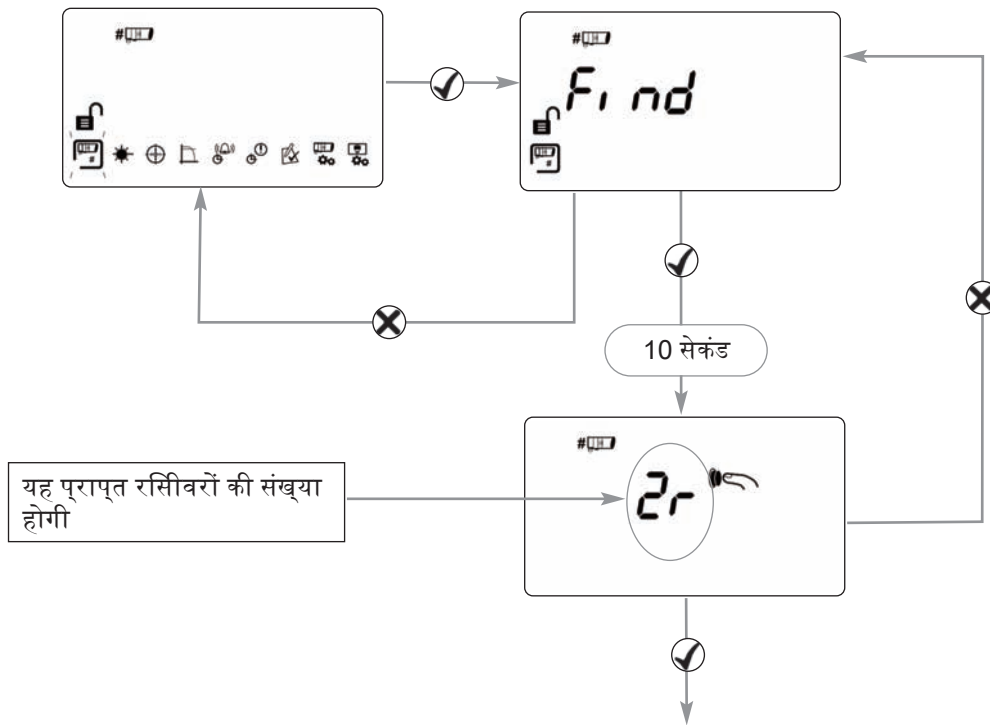 #
#
Find
#
#
10 सेकंड
#
2r
यह प्राप्त रसिीवरों की संख्या
होगी